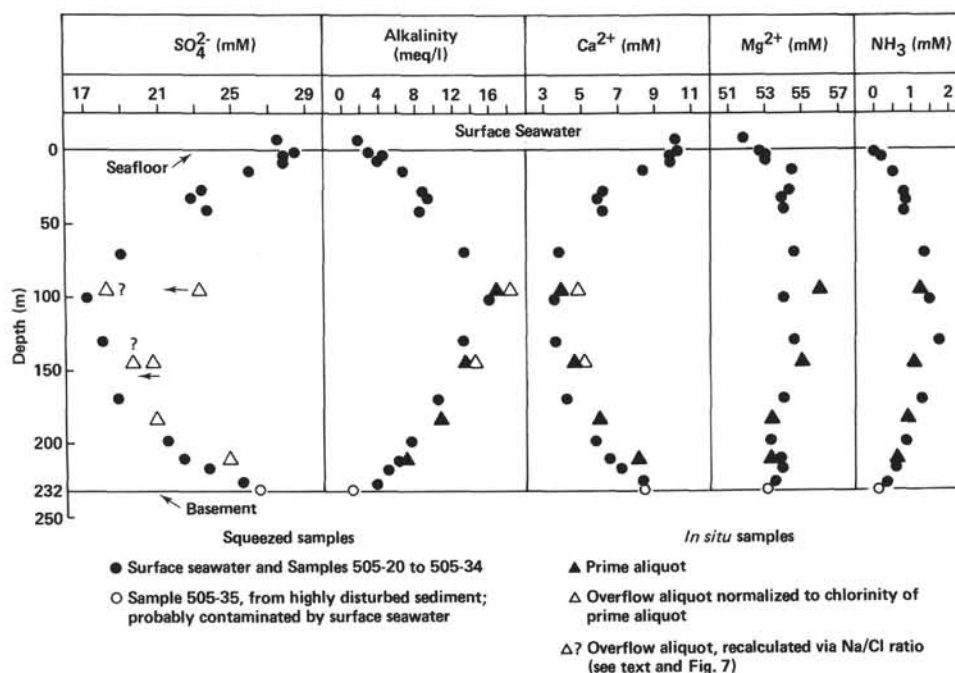 SO₄²⁻ (mM)
Alkalinity (meq/l)
Ca²⁺ (mM)
Mg²⁺ (mM)
NH₃ (mM)
17 21 25 29
0 4 8 12 16
3 5 7 9 11
51 53 55 57
0 1 2
Surface Seawater
0
Seafloor
50
?
100
?
150
200
232
Basement
250
Depth (m)
Squeezed samples
● Surface seawater and Samples 505-20 to 505-34
○ Sample 505-35, from highly disturbed sediment;
probably contaminated by surface seawater
In situ samples
▲ Prime aliquot
△ Overflow aliquot normalized to chlorinity of
prime aliquot
△? Overflow aliquot, recalculated via Na/Cl ratio
(see text and Fig. 7)